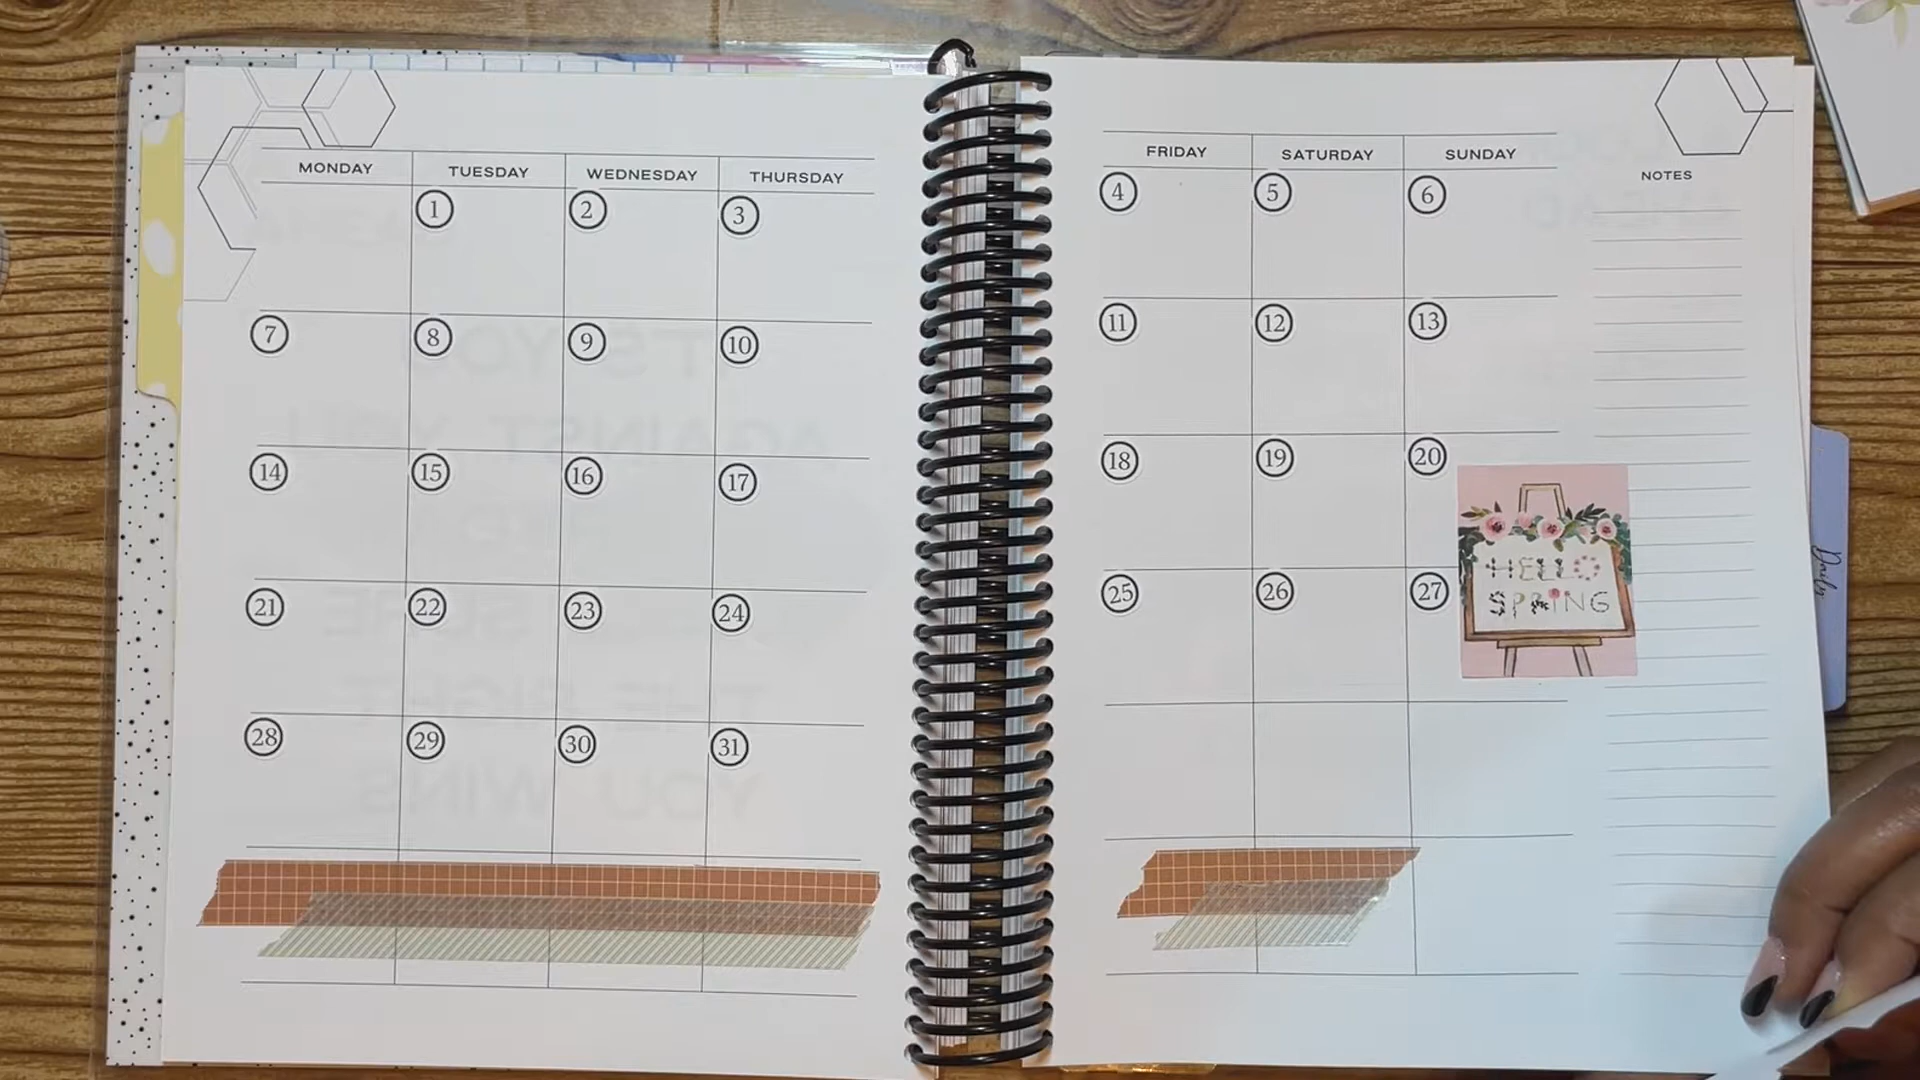 MONDAY TUESDAY WEDNESDAY THURSDAY
1 2 3
7 8 9 10
14 15 16 17
21 22 23 24
28 29 30 31
FRIDAY SATURDAY SUNDAY
4 5 6
11 12 13
18 19 20
25 26 27
NOTES
HELLO
SPRING
Daily